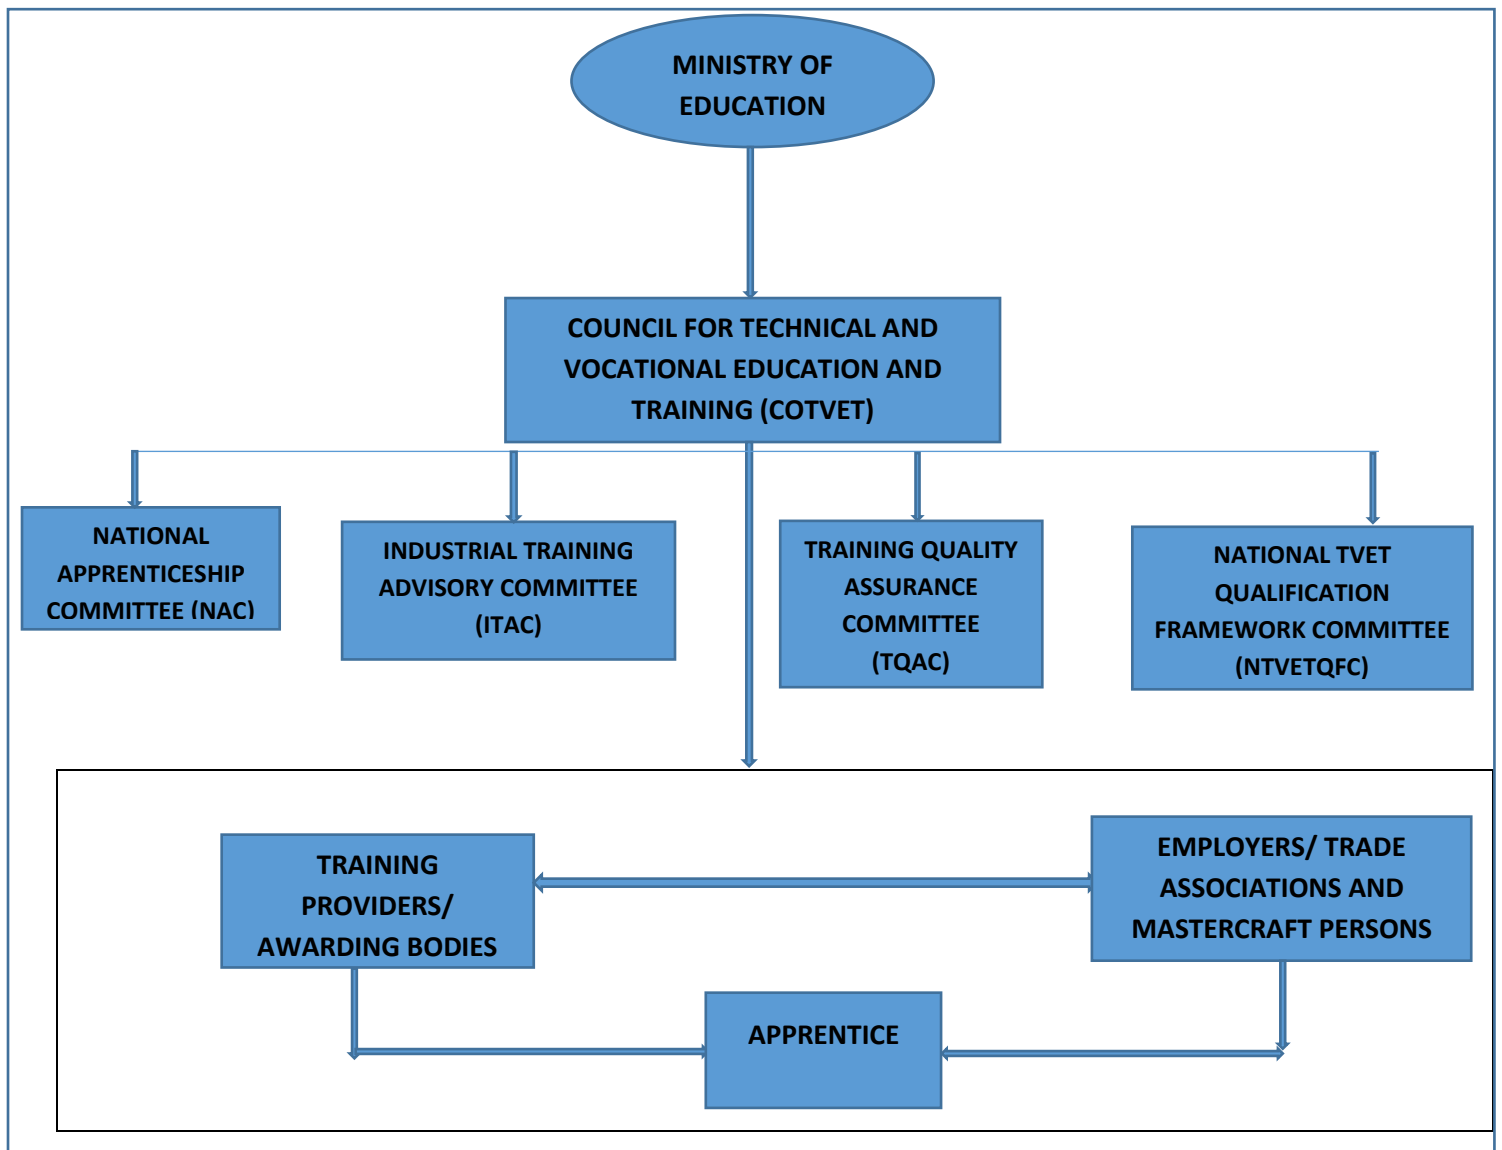 MINISTRY OF
EDUCATION
COUNCIL FOR TECHNICAL AND
VOCATIONAL EDUCATION AND
TRAINING (COTVET)
NATIONAL
APPRENTICESHIP
COMMITTEE (NAC)
INDUSTRIAL TRAINING
ADVISORY COMMITTEE
(ITAC)
TRAINING QUALITY
ASSURANCE
COMMITTEE
(TQAC)
NATIONAL TVET
QUALIFICATION
FRAMEWORK COMMITTEE
(NTVETQFC)
TRAINING
PROVIDERS/
AWARDING BODIES
EMPLOYERS/ TRADE
ASSOCIATIONS AND
MASTERCRAFT PERSONS
APPRENTICE